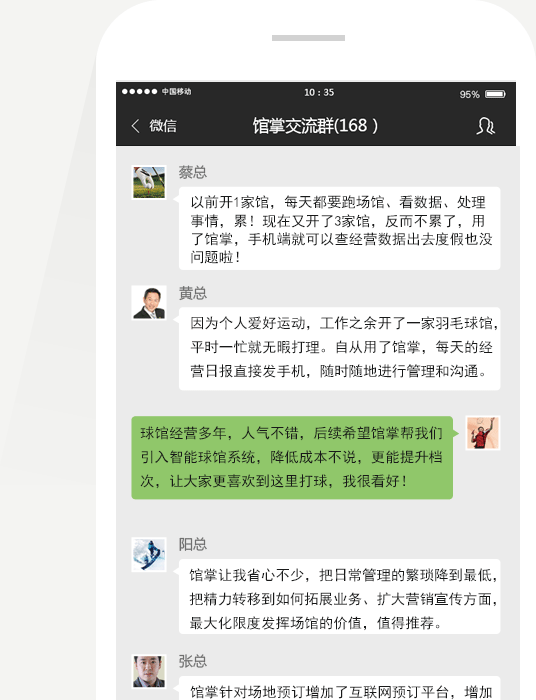 中国移动 10：35 95%
微信 馆掌交流群(168 )
蔡总
以前开1家馆，每天都要跑场馆、看数据、处理
事情，累！现在又开了3家馆，反而不累了，用
了馆掌，手机端就可以查经营数据出去度假也没
问题啦！
黄总
因为个人爱好运动，工作之余开了一家羽毛球馆，
平时一忙就无暇打理。自从用了馆掌，每天的经
营日报直接发手机，随时随地进行管理和沟通。
球馆经营多年，人气不错，后续希望馆掌帮我们
引入智能球馆系统，降低成本不说，更能提升档
次，让大家更喜欢到这里打球，我很看好！
阳总
馆掌让我省心不少，把日常管理的繁琐降到最低，
把精力转移到如何拓展业务、扩大营销宣传方面，
最大化限度发挥场馆的价值，值得推荐。
张总
馆掌针对场地预订增加了互联网预订平台，增加